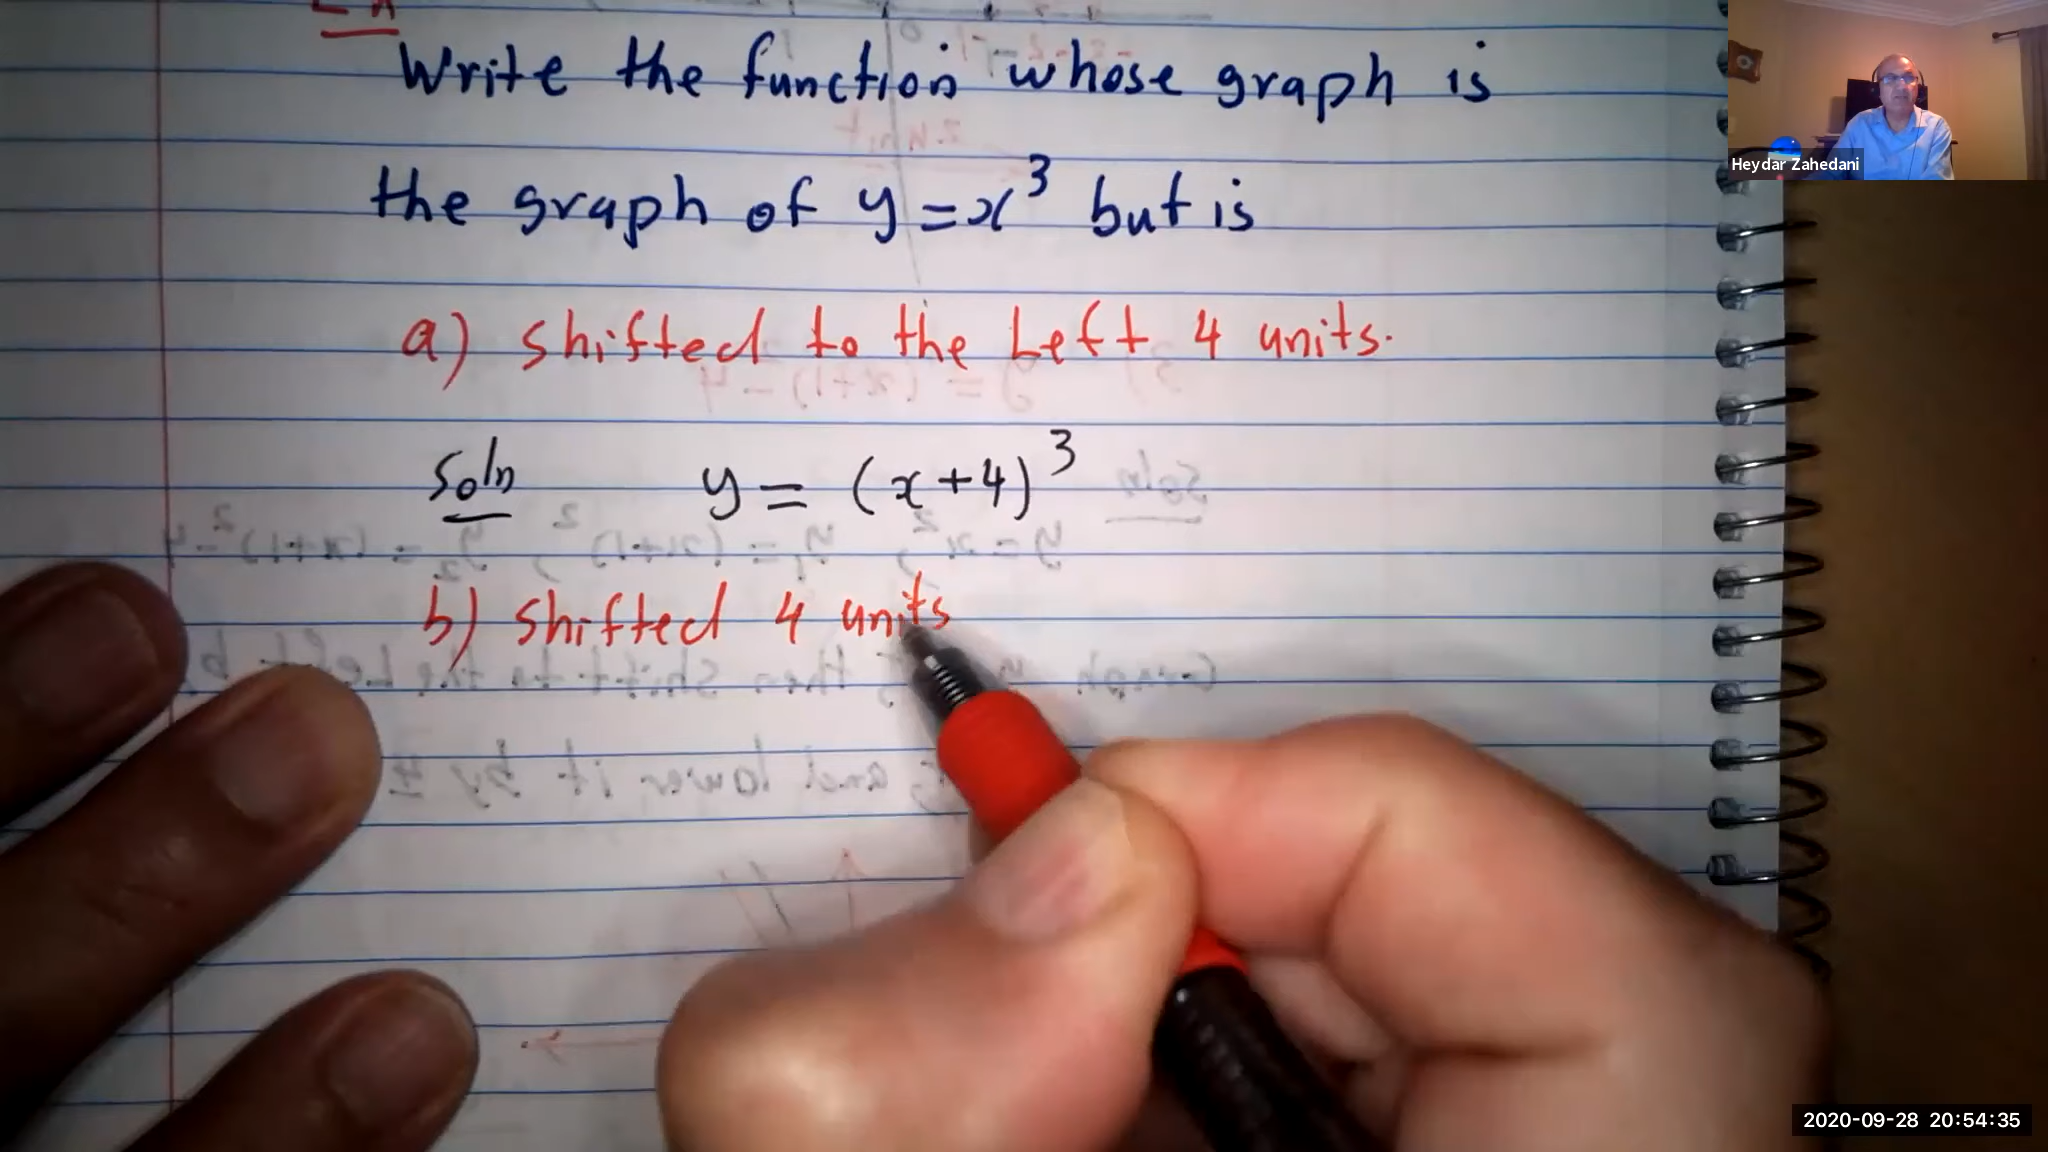 Write the function whose graph is
the graph of y=x³ but is
a) shifted to the Left 4 units.
Soln y = (x+4)³
b) shifted 4 units
Heydar Zahedani
2020-09-28 20:54:35